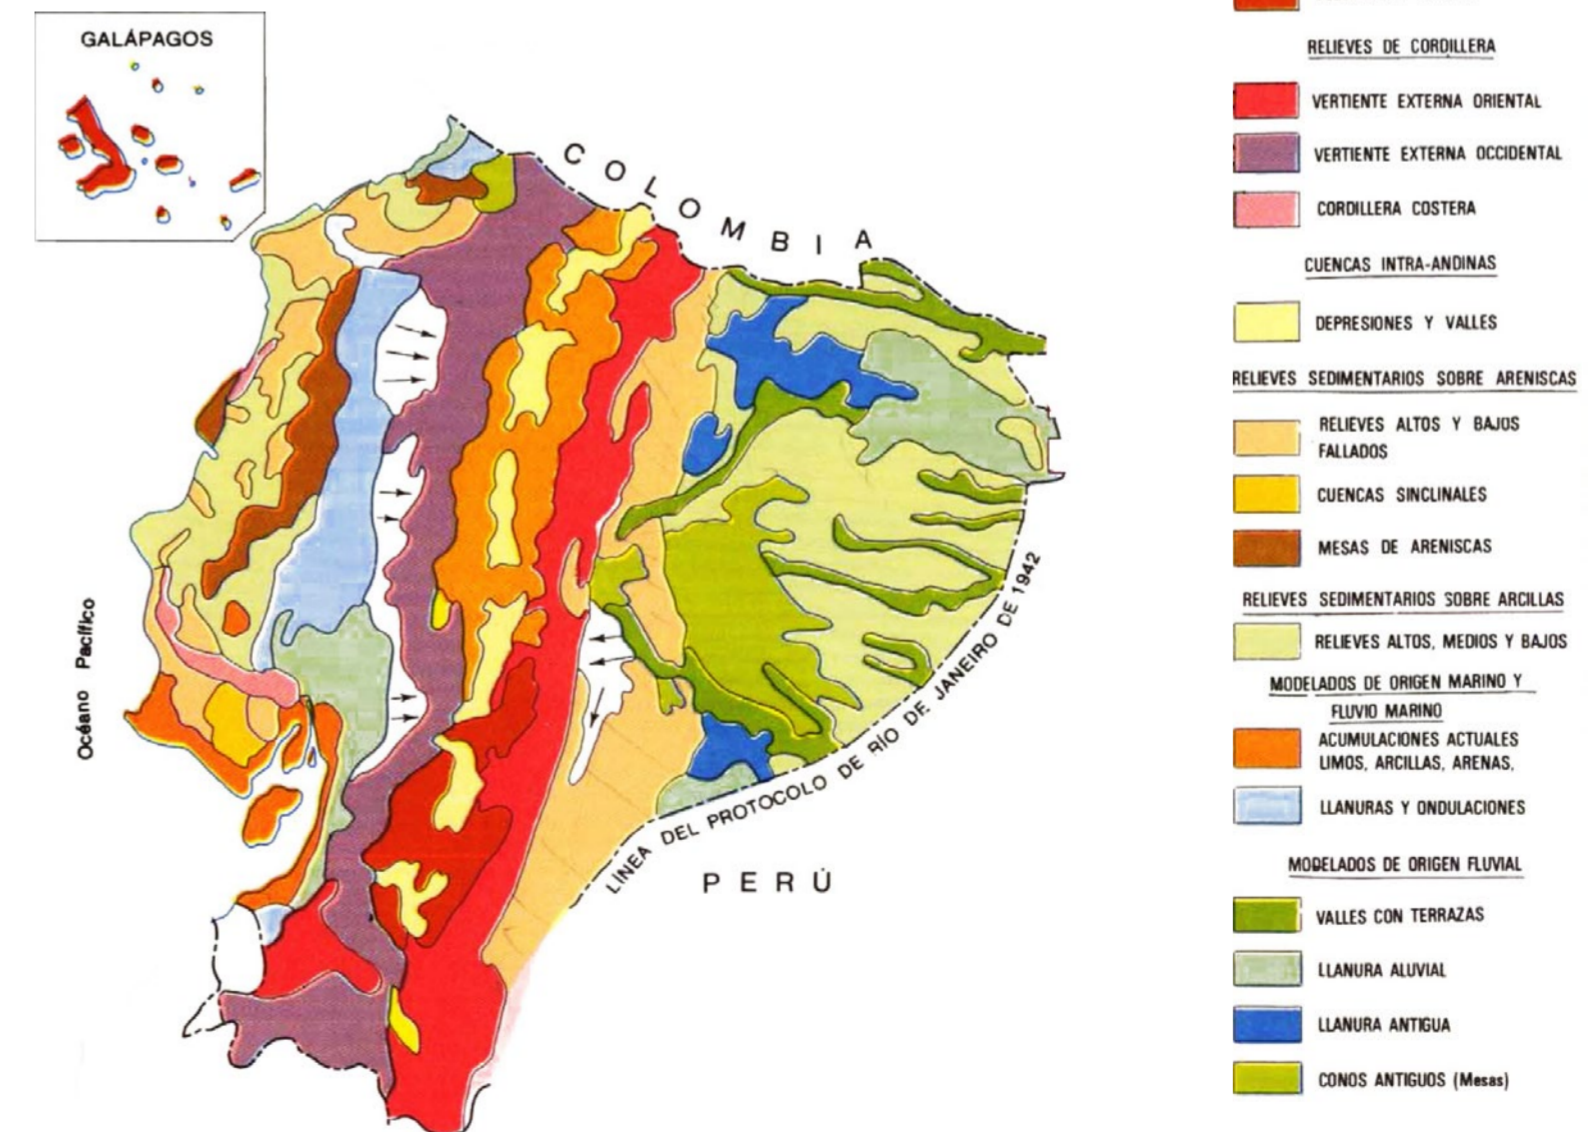 GALÁPAGOS
COLOMBIA
Océano Pacífico
LINEA DEL PROTOCOLO DE RIO DE JANEIRO DE 1942
PERÚ
RELIEVES DE CORDILLERA
VERTIENTE EXTERNA ORIENTAL
VERTIENTE EXTERNA OCCIDENTAL
CORDILLERA COSTERA
CUENCAS INTRA-ANDINAS
DEPRESIONES Y VALLES
RELIEVES SEDIMENTARIOS SOBRE ARENISCAS
RELIEVES ALTOS Y BAJOS
FALLADOS
CUENCAS SINCLINALES
MESAS DE ARENISCAS
RELIEVES SEDIMENTARIOS SOBRE ARCILLAS
RELIEVES ALTOS, MEDIOS Y BAJOS
MODELADOS DE ORIGEN MARINO Y
FLUVIO MARINO
ACUMULACIONES ACTUALES
LIMOS, ARCILLAS, ARENAS,
LLANURAS Y ONDULACIONES
MODELADOS DE ORIGEN FLUVIAL
VALLES CON TERRAZAS
LLANURA ALUVIAL
LLANURA ANTIGUA
CONOS ANTIGUOS (Mesas)